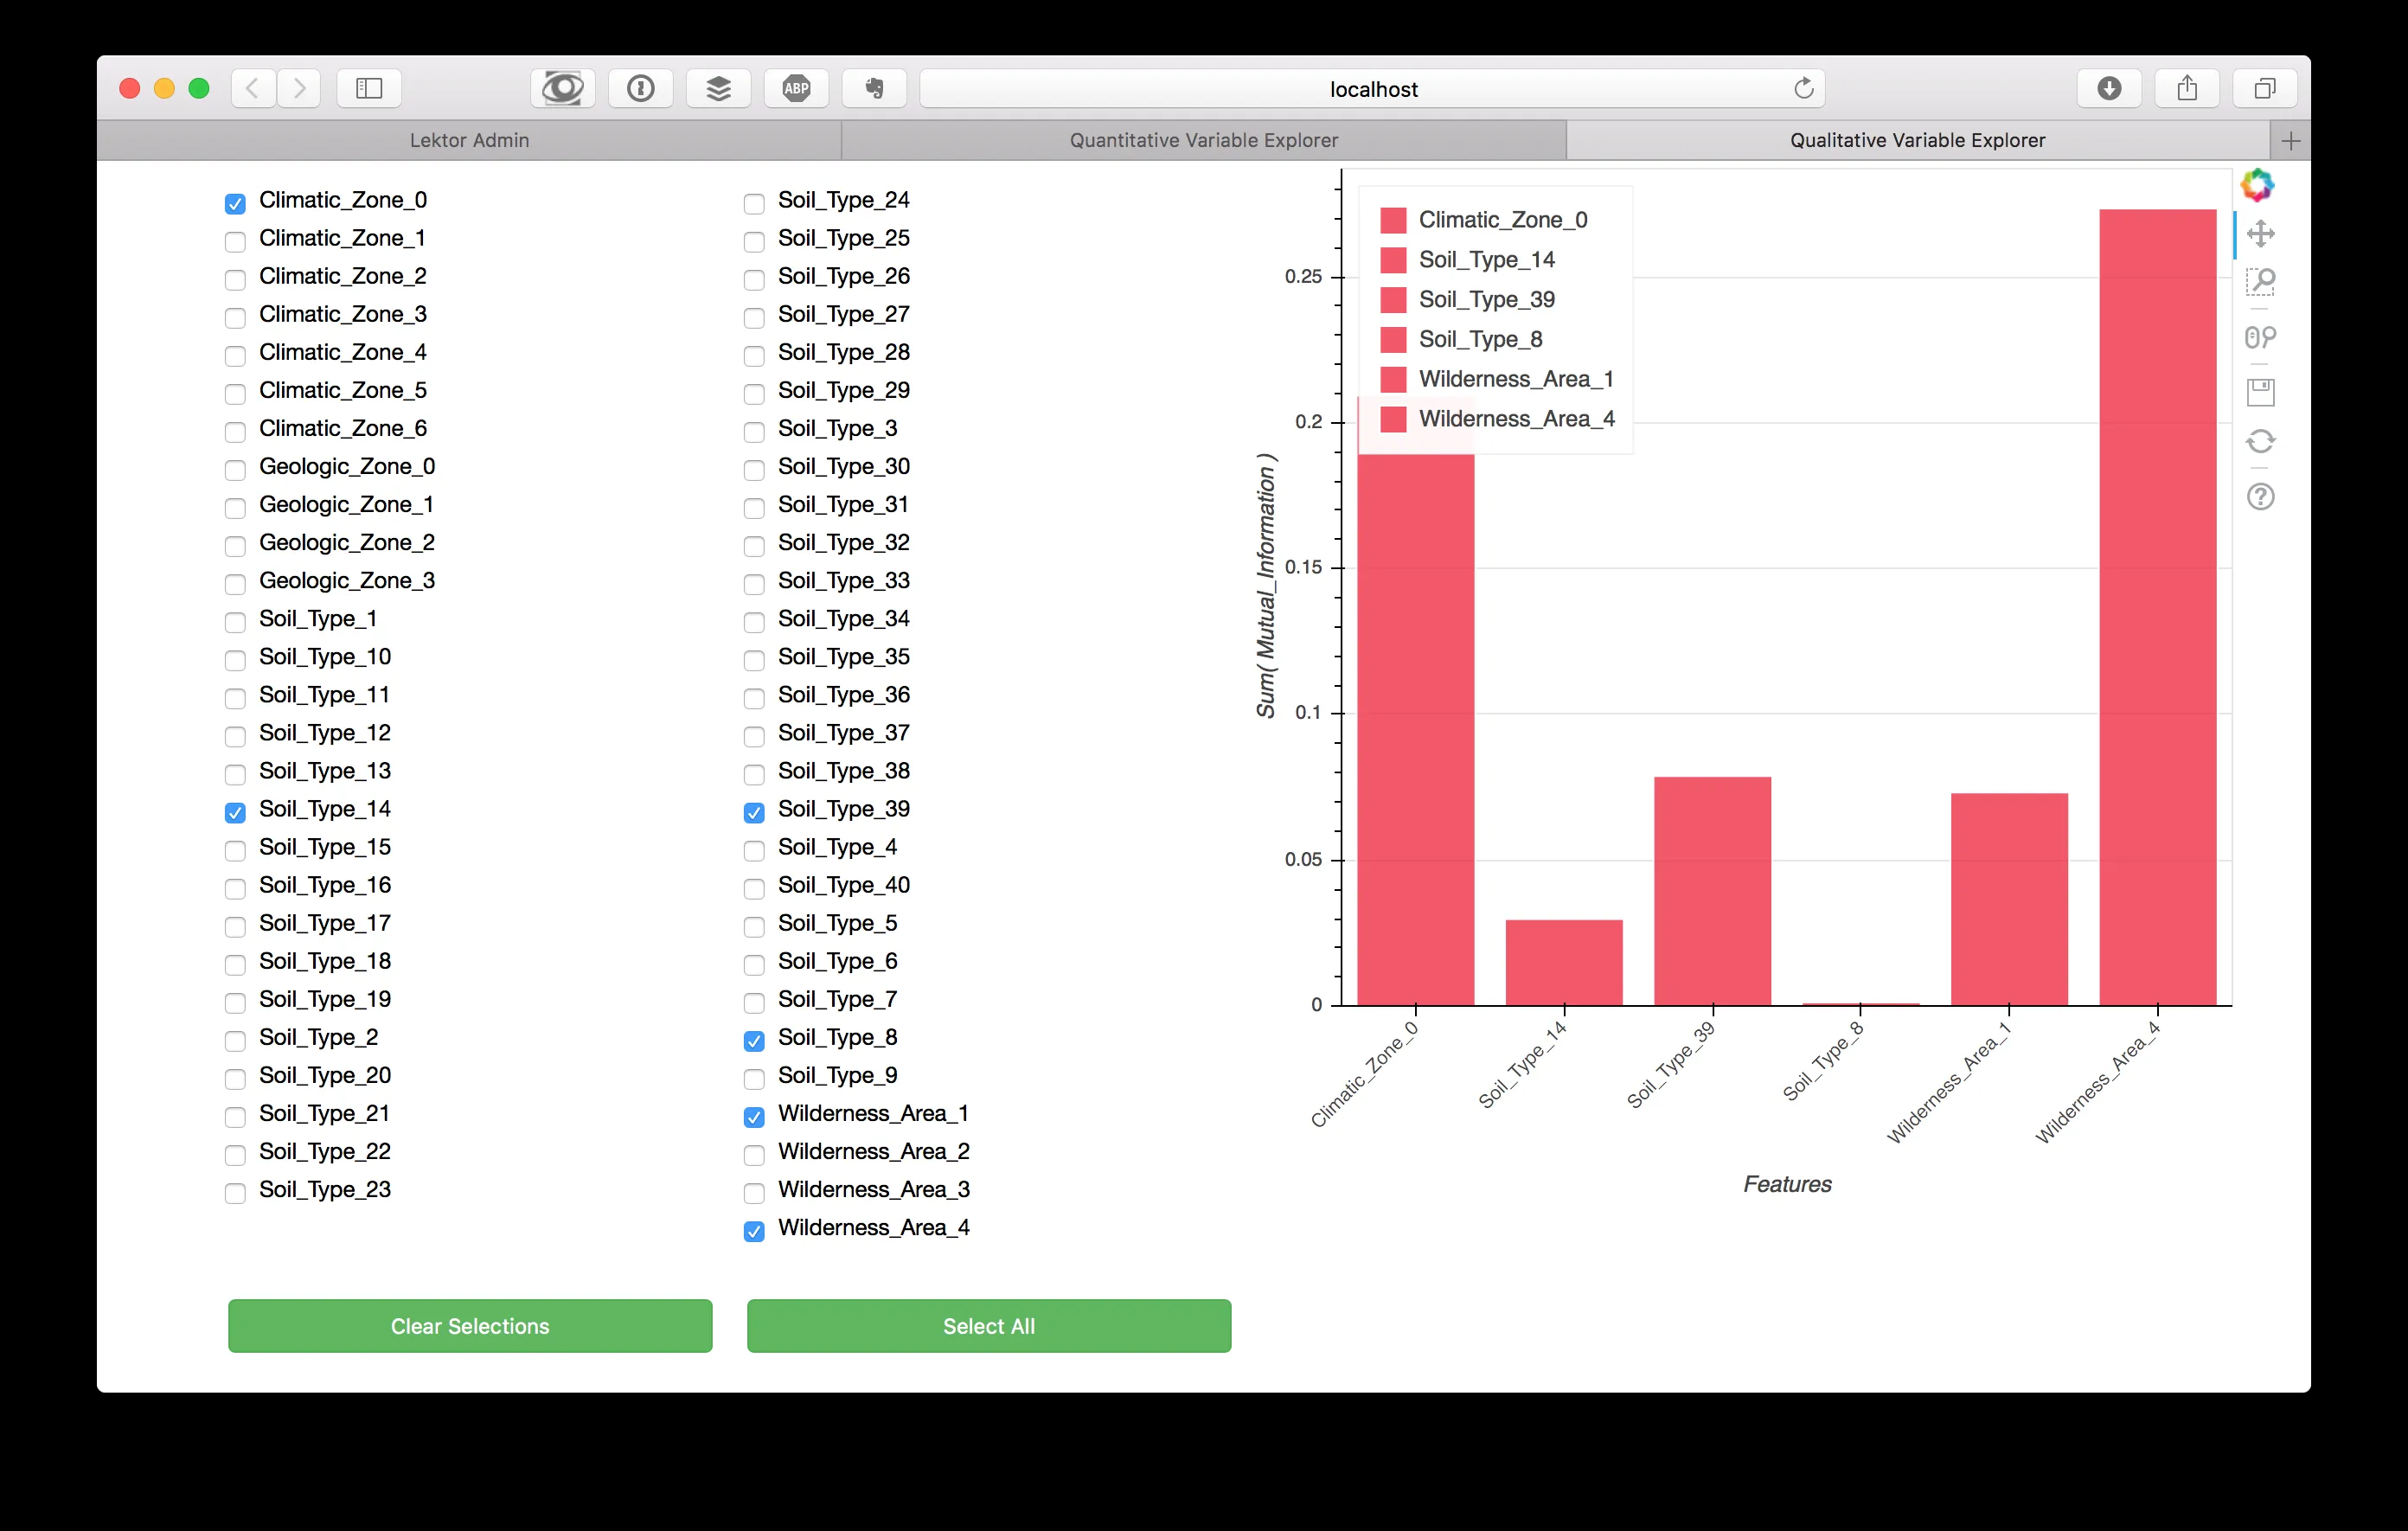 localhost
ABP
Lektor Admin
Quantitative Variable Explorer
Qualitative Variable Explorer
Climatic_Zone_0
Climatic_Zone_1
Climatic_Zone_2
Climatic_Zone_3
Climatic_Zone_4
Climatic_Zone_5
Climatic_Zone_6
Geologic_Zone_0
Geologic_Zone_1
Geologic_Zone_2
Geologic_Zone_3
Soil_Type_1
Soil_Type_10
Soil_Type_11
Soil_Type_12
Soil_Type_13
Soil_Type_14
Soil_Type_15
Soil_Type_16
Soil_Type_17
Soil_Type_18
Soil_Type_19
Soil_Type_2
Soil_Type_20
Soil_Type_21
Soil_Type_22
Soil_Type_23
Soil_Type_24
Soil_Type_25
Soil_Type_26
Soil_Type_27
Soil_Type_28
Soil_Type_29
Soil_Type_3
Soil_Type_30
Soil_Type_31
Soil_Type_32
Soil_Type_33
Soil_Type_34
Soil_Type_35
Soil_Type_36
Soil_Type_37
Soil_Type_38
Soil_Type_39
Soil_Type_4
Soil_Type_40
Soil_Type_5
Soil_Type_6
Soil_Type_7
Soil_Type_8
Soil_Type_9
Wilderness_Area_1
Wilderness_Area_2
Wilderness_Area_3
Wilderness_Area_4
Clear Selections
Select All
Climatic_Zone_0
Soil_Type_14
Soil_Type_39
Soil_Type_8
Wilderness_Area_1
Wilderness_Area_4
Sum( Mutual_Information )
0.25
0.2
0.15
0.1
0.05
0
Climatic_Zone_0
Soil_Type_14
Soil_Type_39
Soil_Type_8
Wilderness_Area_1
Wilderness_Area_4
Features